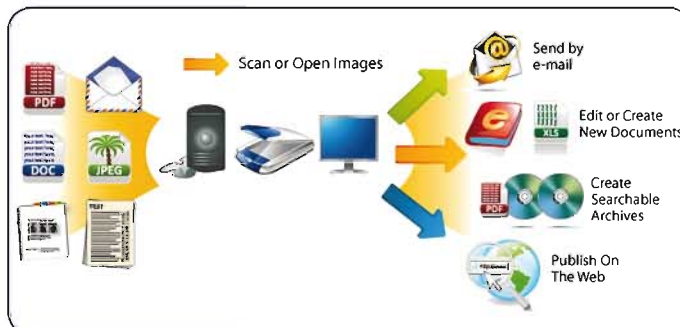 Scan or Open Images
PDF
DOC
JPEG
TEXT
Send by
e-mail
Edit or Create
New Documents
XLS
Create
Searchable
Archives
PDF
Publish On
The Web